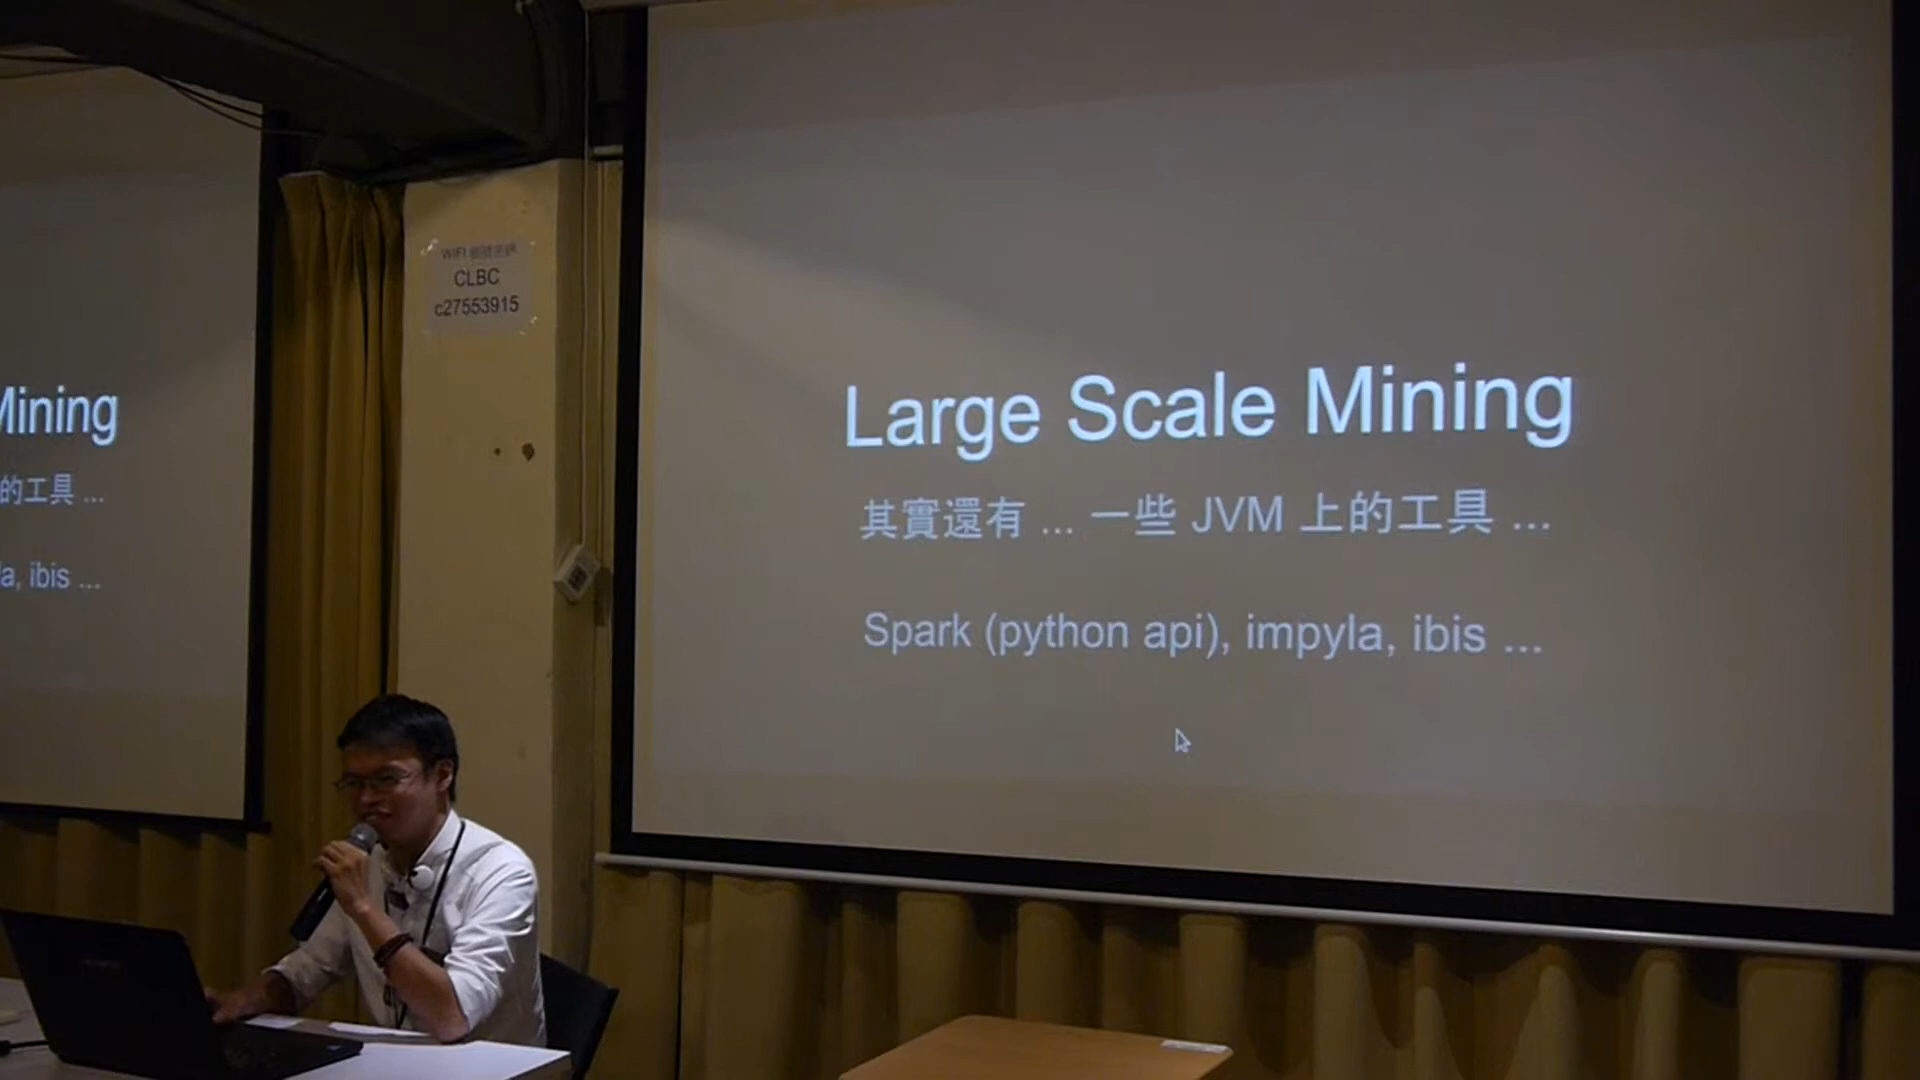 Mining
的工具 ...
la, ibis ...
WIFI
CLBC
c27553915
Large Scale Mining
其實還有 ... 一些 JVM 上的工具 ...
Spark (python api), impyla, ibis ...